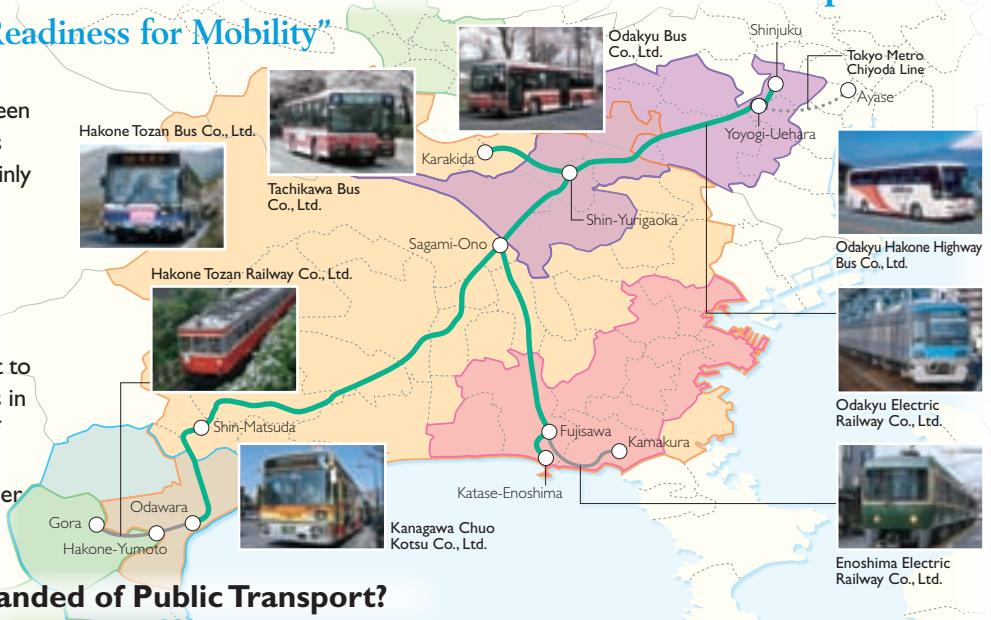 Readiness for Mobility”
Odakyu Bus
Co., Ltd.
Shinjuku
Tokyo Metro
Chiyoda Line
Ayase
Yoyogi-Uehara
Hakone Tozan Bus Co., Ltd.
Karakida
Tachikawa Bus
Co., Ltd.
Shin-Yurigaoka
Sagami-Ono
Odakyu Hakone Highway
Bus Co., Ltd.
Hakone Tozan Railway Co., Ltd.
t to
s in
Odakyu Electric
Railway Co., Ltd.
Shin-Matsuda
Fujisawa
Kamakura
Katase-Enoshima
Odawara
Gora
Hakone-Yumoto
Kanagawa Chuo
Kotsu Co., Ltd.
Enoshima Electric
Railway Co., Ltd.
anded of Public Transport?